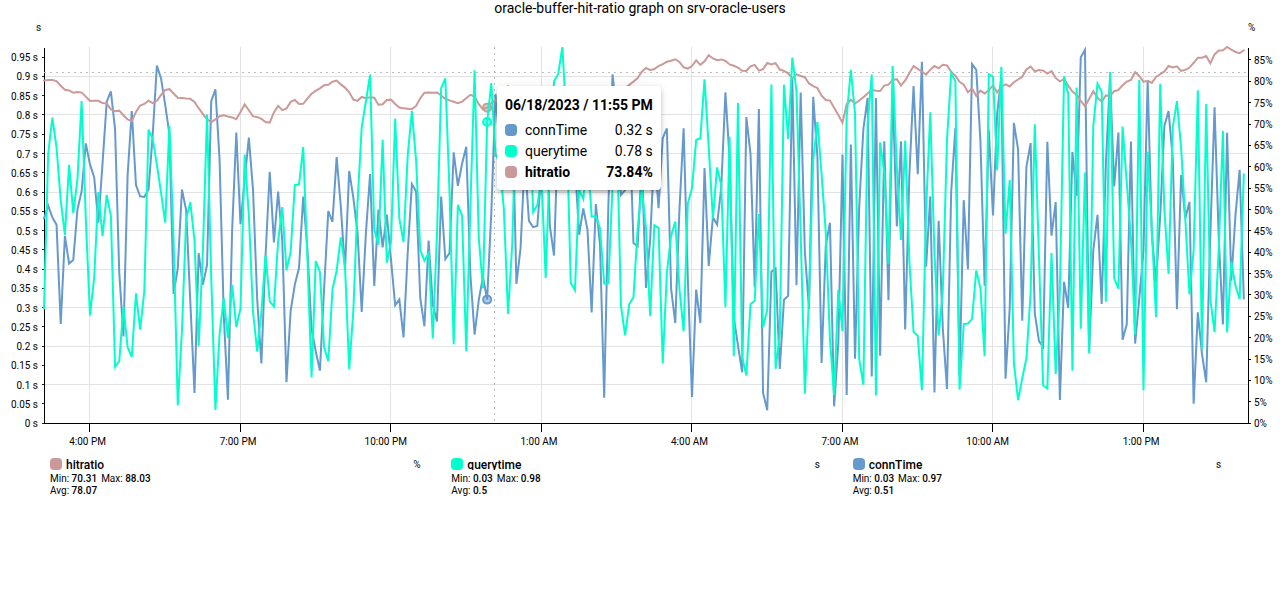 oracle-buffer-hit-ratio graph on srv-oracle-users
s %
0.95 s 85%
0.9 s 80%
0.85 s 75%
0.8 s 70%
0.75 s 65%
0.7 s 60%
0.65 s 55%
0.6 s 50%
0.55 s 45%
0.5 s 40%
0.45 s 35%
0.4 s 30%
0.35 s 25%
0.3 s 20%
0.25 s 15%
0.2 s 10%
0.15 s 5%
0.1 s 0%
0.05 s
0 s
06/18/2023 / 11:55 PM
connTime 0.32 s
querytime 0.78 s
hitratio 73.84%
4:00 PM 7:00 PM 10:00 PM 1:00 AM 4:00 AM 7:00 AM 10:00 AM 1:00 PM
hitratio % querytime s connTime s
Min: 70.31 Max: 88.03 Min: 0.03 Max: 0.98 Min: 0.03 Max: 0.97
Avg: 78.07 Avg: 0.5 Avg: 0.51